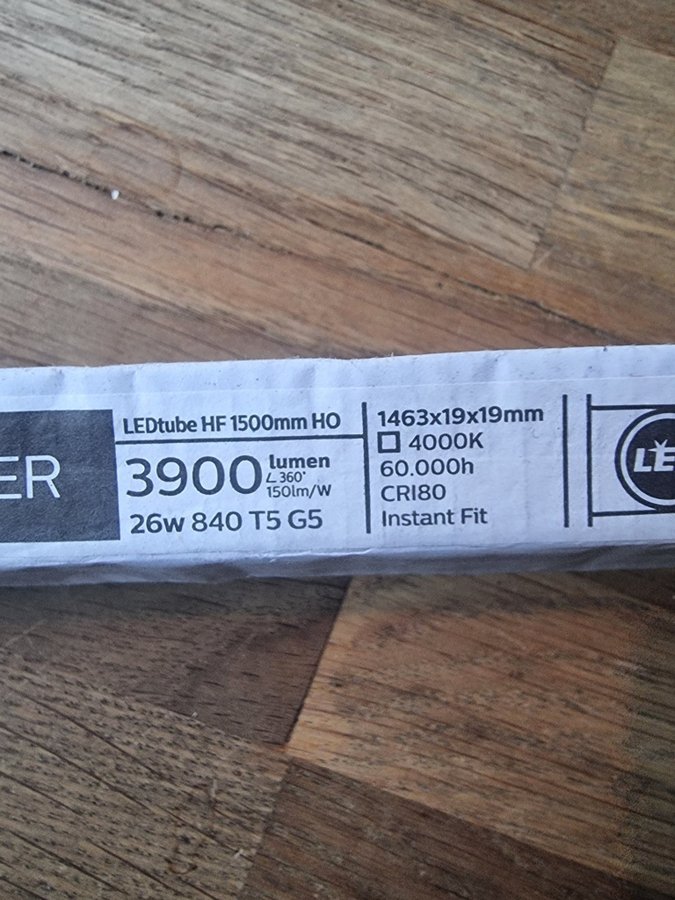 ER
LEDtube HF 1500mm HO
3900 lumen
∠ 360°
150lm/W
26w 840 T5 G5
1463x19x19mm
4000K
60.000h
CRI80
Instant Fit
LE